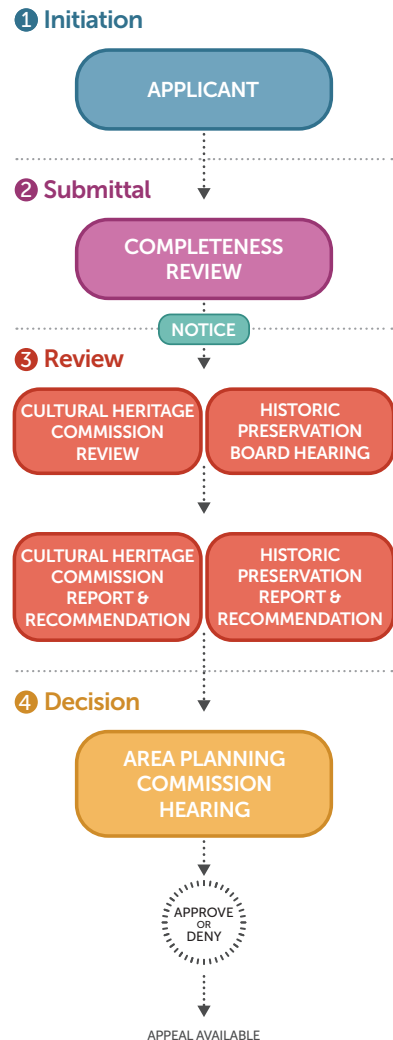 1 Initiation
APPLICANT
2 Submittal
COMPLETENESS
REVIEW
NOTICE
3 Review
CULTURAL HERITAGE
COMMISSION
REVIEW
HISTORIC
PRESERVATION
BOARD HEARING
CULTURAL HERITAGE
COMMISSION
REPORT &
RECOMMENDATION
HISTORIC
PRESERVATION
REPORT &
RECOMMENDATION
4 Decision
AREA PLANNING
COMMISSION
HEARING
APPROVE
OR
DENY
APPEAL AVAILABLE